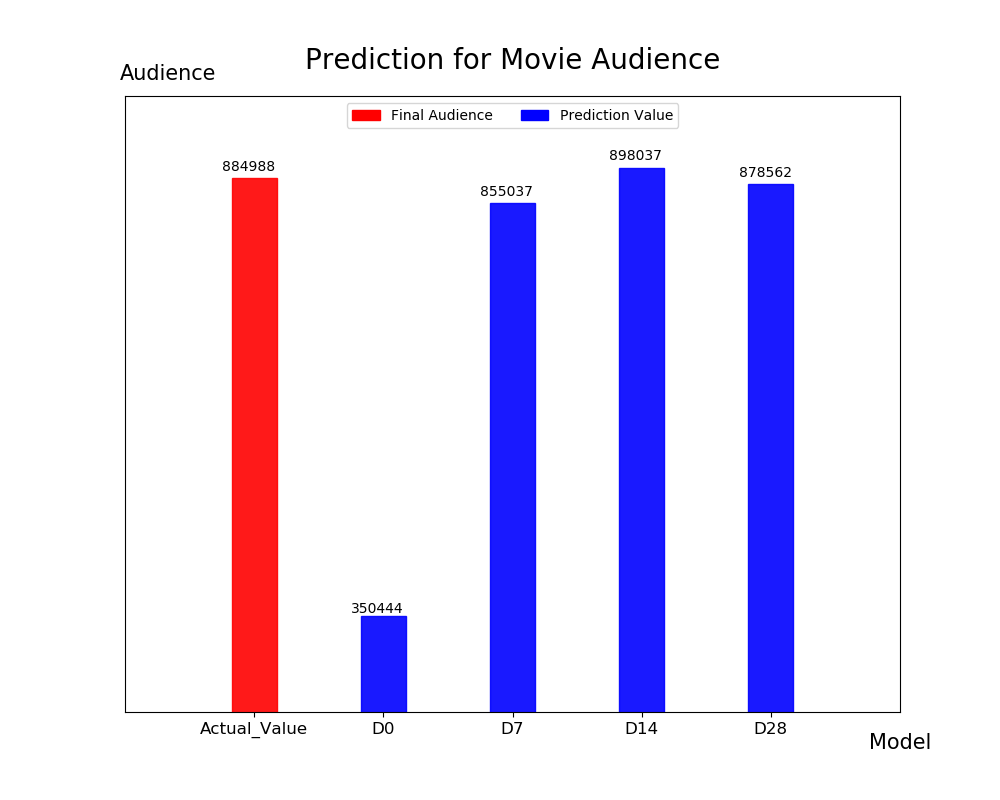 Prediction for Movie Audience
Audience
Final Audience
Prediction Value
884988
350444
855037
898037
878562
Actual_Value
D0
D7
D14
D28
Model